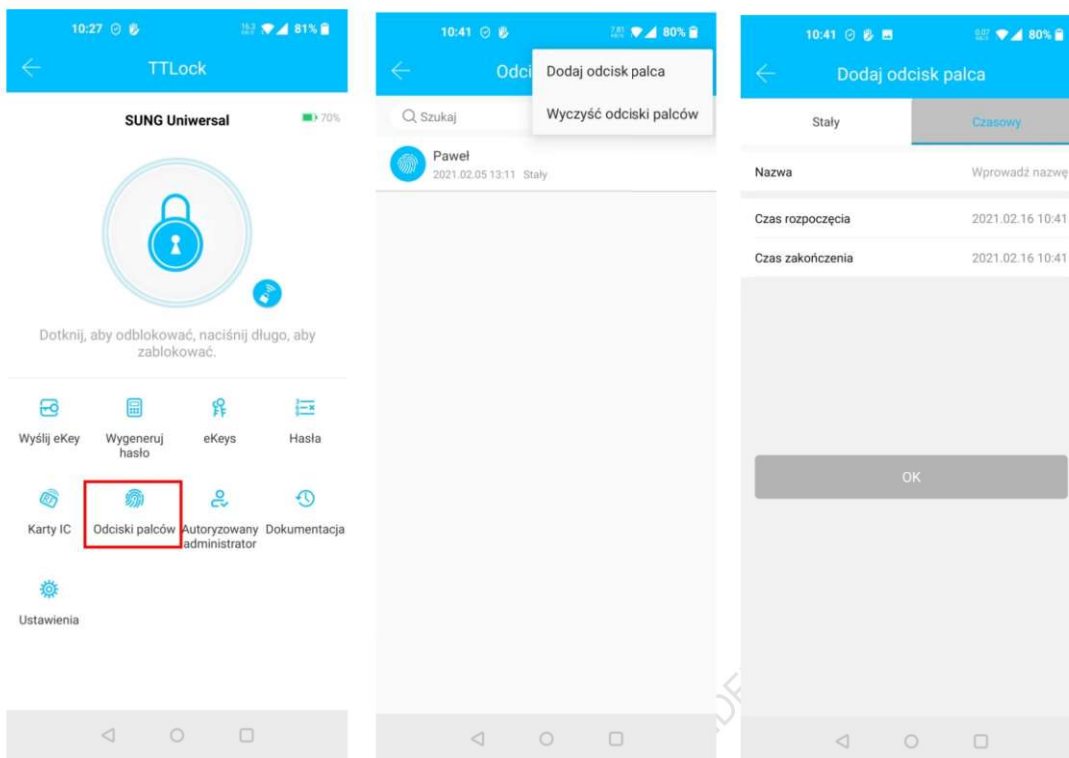 10:27
81%
TTLock
SUNG Uniwersal
70%
Dotknij, aby odblokować, naciśnij długo, aby
zablokować.
Wyślij eKey
Wygeneruj
hasło
eKeys
Hasła
Karty IC
Odciski palców
Autoryzowany
administrator
Dokumentacja
Ustawienia
10:41
80%
Odci
Dodaj odcisk palca
Wyczyść odciski palców
Szukaj
Paweł
2021.02.05 13:11 Stały
10:41
80%
Dodaj odcisk palca
Stały
Czasowy
Nazwa
Wprowadź nazwę
Czas rozpoczęcia
2021.02.16 10:41
Czas zakończenia
2021.02.16 10:41
OK